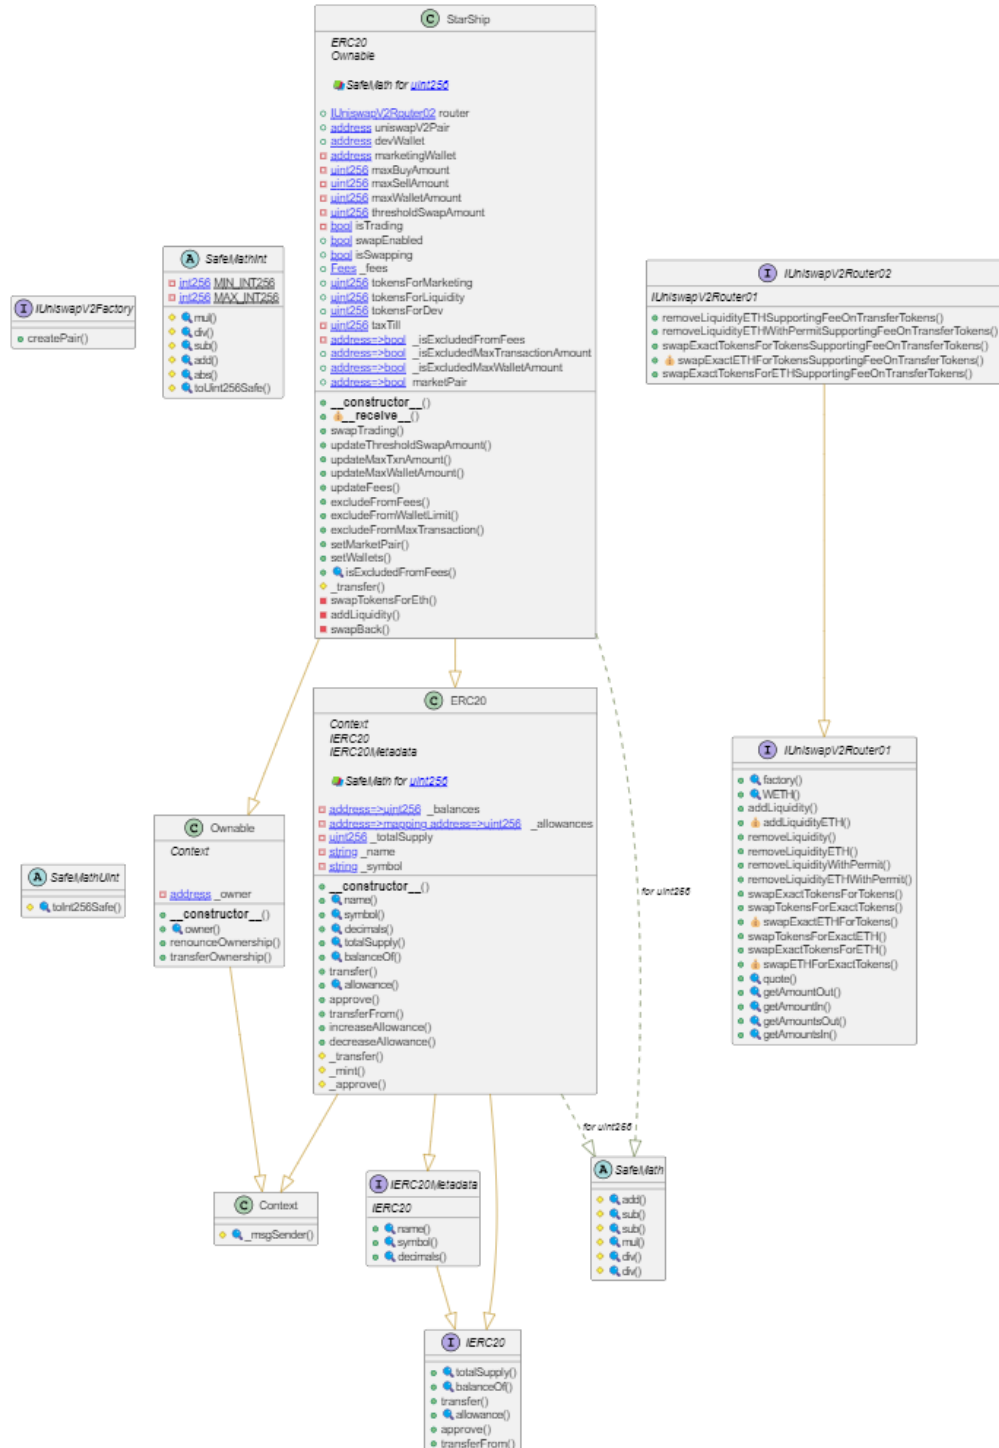 C StarShip
ERC20
Ownable
SafeMath for uint256
IUniswapV2Router02 router
address uniswapV2Pair
address devWallet
address marketingWallet
uint256 maxBuyAmount
uint256 maxSellAmount
uint256 maxWalletAmount
uint256 thresholdSwapAmount
bool isTrading
bool swapEnabled
bool isSwapping
Fees _fees
uint256 tokensForMarketing
uint256 tokensForLiquidity
uint256 tokensForDev
uint256 taxTill
address=>bool _isExcludedFromFees
address=>bool _isExcludedMaxTransactionAmount
address=>bool _isExcludedMaxWalletAmount
address=>bool marketPair
__constructor__()
__receive__()
swapTrading()
updateThresholdSwapAmount()
updateMaxTxnAmount()
updateMaxWalletAmount()
updateFees()
excludeFromFees()
excludeFromWalletLimit()
excludeFromMaxTransaction()
setMarketPair()
setWallets()
isExcludedFromFees()
_transfer()
swapTokensForEth()
addLiquidity()
swapBack()
I IUniswapV2Factory
createPair()
A SafeMathInt
int256 MIN_INT256
int256 MAX_INT256
mul()
div()
sub()
add()
abs()
toUint256Safe()
I IUniswapV2Router02
IUniswapV2Router01
removeLiquidityETHSupportingFeeOnTransferTokens()
removeLiquidityETHWithPermitSupportingFeeOnTransferTokens()
swapExactTokensForTokensSupportingFeeOnTransferTokens()
swapExactETHForTokensSupportingFeeOnTransferTokens()
swapExactTokensForETHSupportingFeeOnTransferTokens()
C ERC20
Context
IERC20
IERC20Metadata
SafeMath for uint256
address=>uint256 _balances
address=>mapping address=>uint256 _allowances
uint256 _totalSupply
string _name
string _symbol
__constructor__()
name()
symbol()
decimals()
totalSupply()
balanceOf()
transfer()
allowance()
approve()
transferFrom()
increaseAllowance()
decreaseAllowance()
_transfer()
_mint()
_approve()
I IUniswapV2Router01
factory()
WETH()
addLiquidity()
addLiquidityETH()
removeLiquidity()
removeLiquidityETH()
removeLiquidityWithPermit()
removeLiquidityETHWithPermit()
swapExactTokensForTokens()
swapTokensForExactTokens()
swapExactETHForTokens()
swapTokensForExactETH()
swapExactTokensForETH()
swapETHForExactTokens()
quote()
getAmountOut()
getAmountIn()
getAmountsOut()
getAmountsIn()
C Ownable
Context
address _owner
__constructor__()
owner()
renounceOwnership()
transferOwnership()
A SafeMathUint
toInt256Safe()
for uint256
for uint256
A SafeMath
add()
sub()
sub()
mul()
div()
div()
C Context
_msgSender()
I IERC20Metadata
IERC20
name()
symbol()
decimals()
I IERC20
totalSupply()
balanceOf()
transfer()
allowance()
approve()
transferFrom()